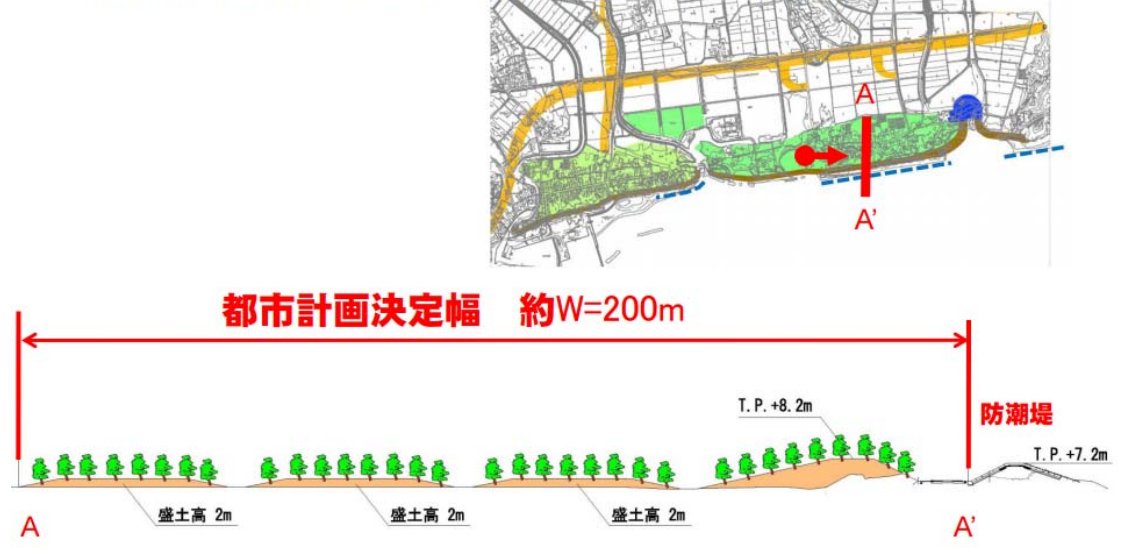 A
A'
都市計画決定幅　約W=200m
T.P.+8.2m
防潮堤
T.P.+7.2m
盛土高 2m
盛土高 2m
盛土高 2m
A
A'